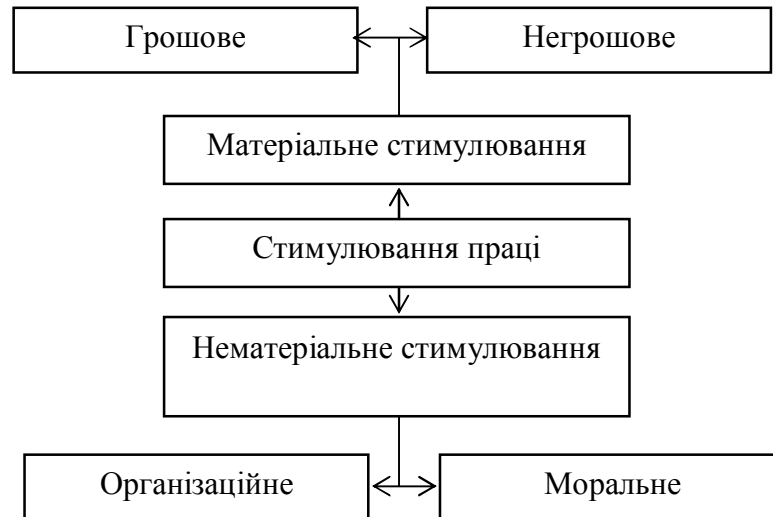 Грошове
Негрошове
Матеріальне стимулювання
Стимулювання праці
Нематеріальне стимулювання
Організаційне
Моральне